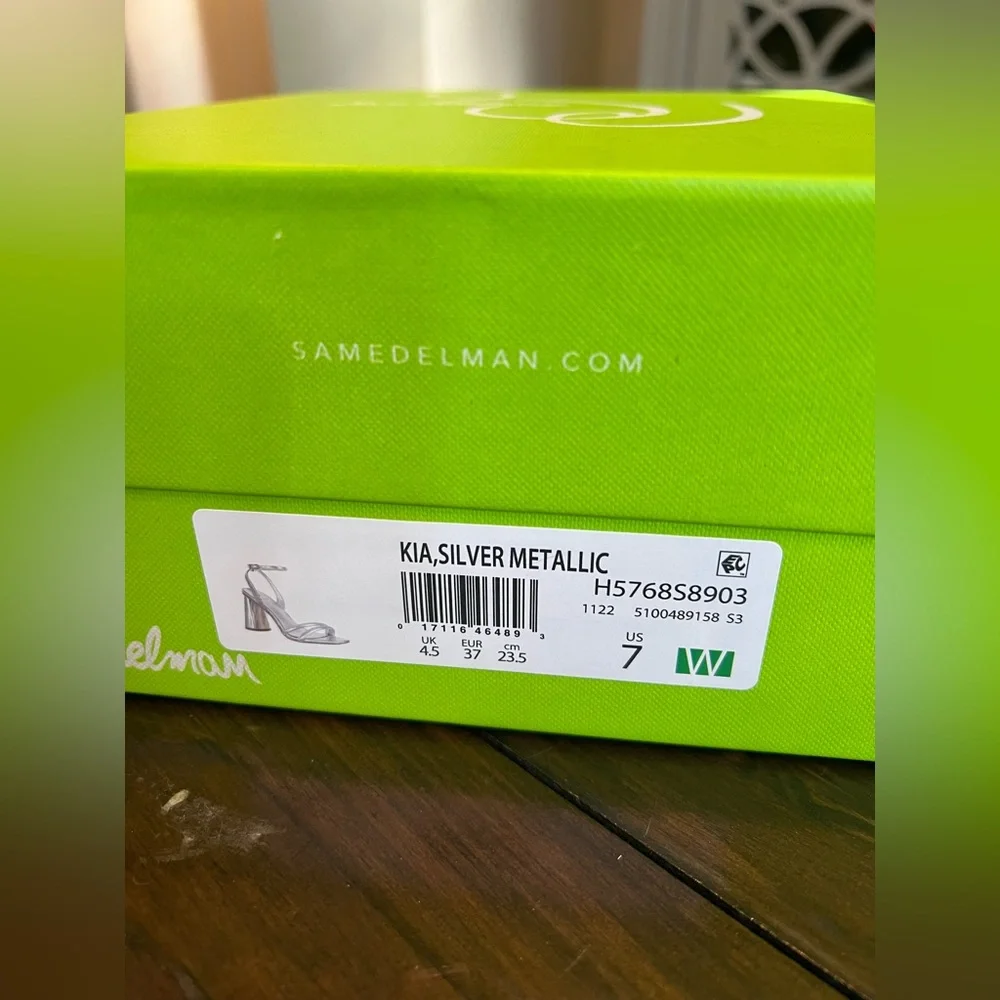 SAMEDELMAN.COM
KIA,SILVER METALLIC
H5768S8903
1122 5100489158 S3
0 17116 46489 3
UK EUR cm
4.5 37 23.5
US
7 W
elman